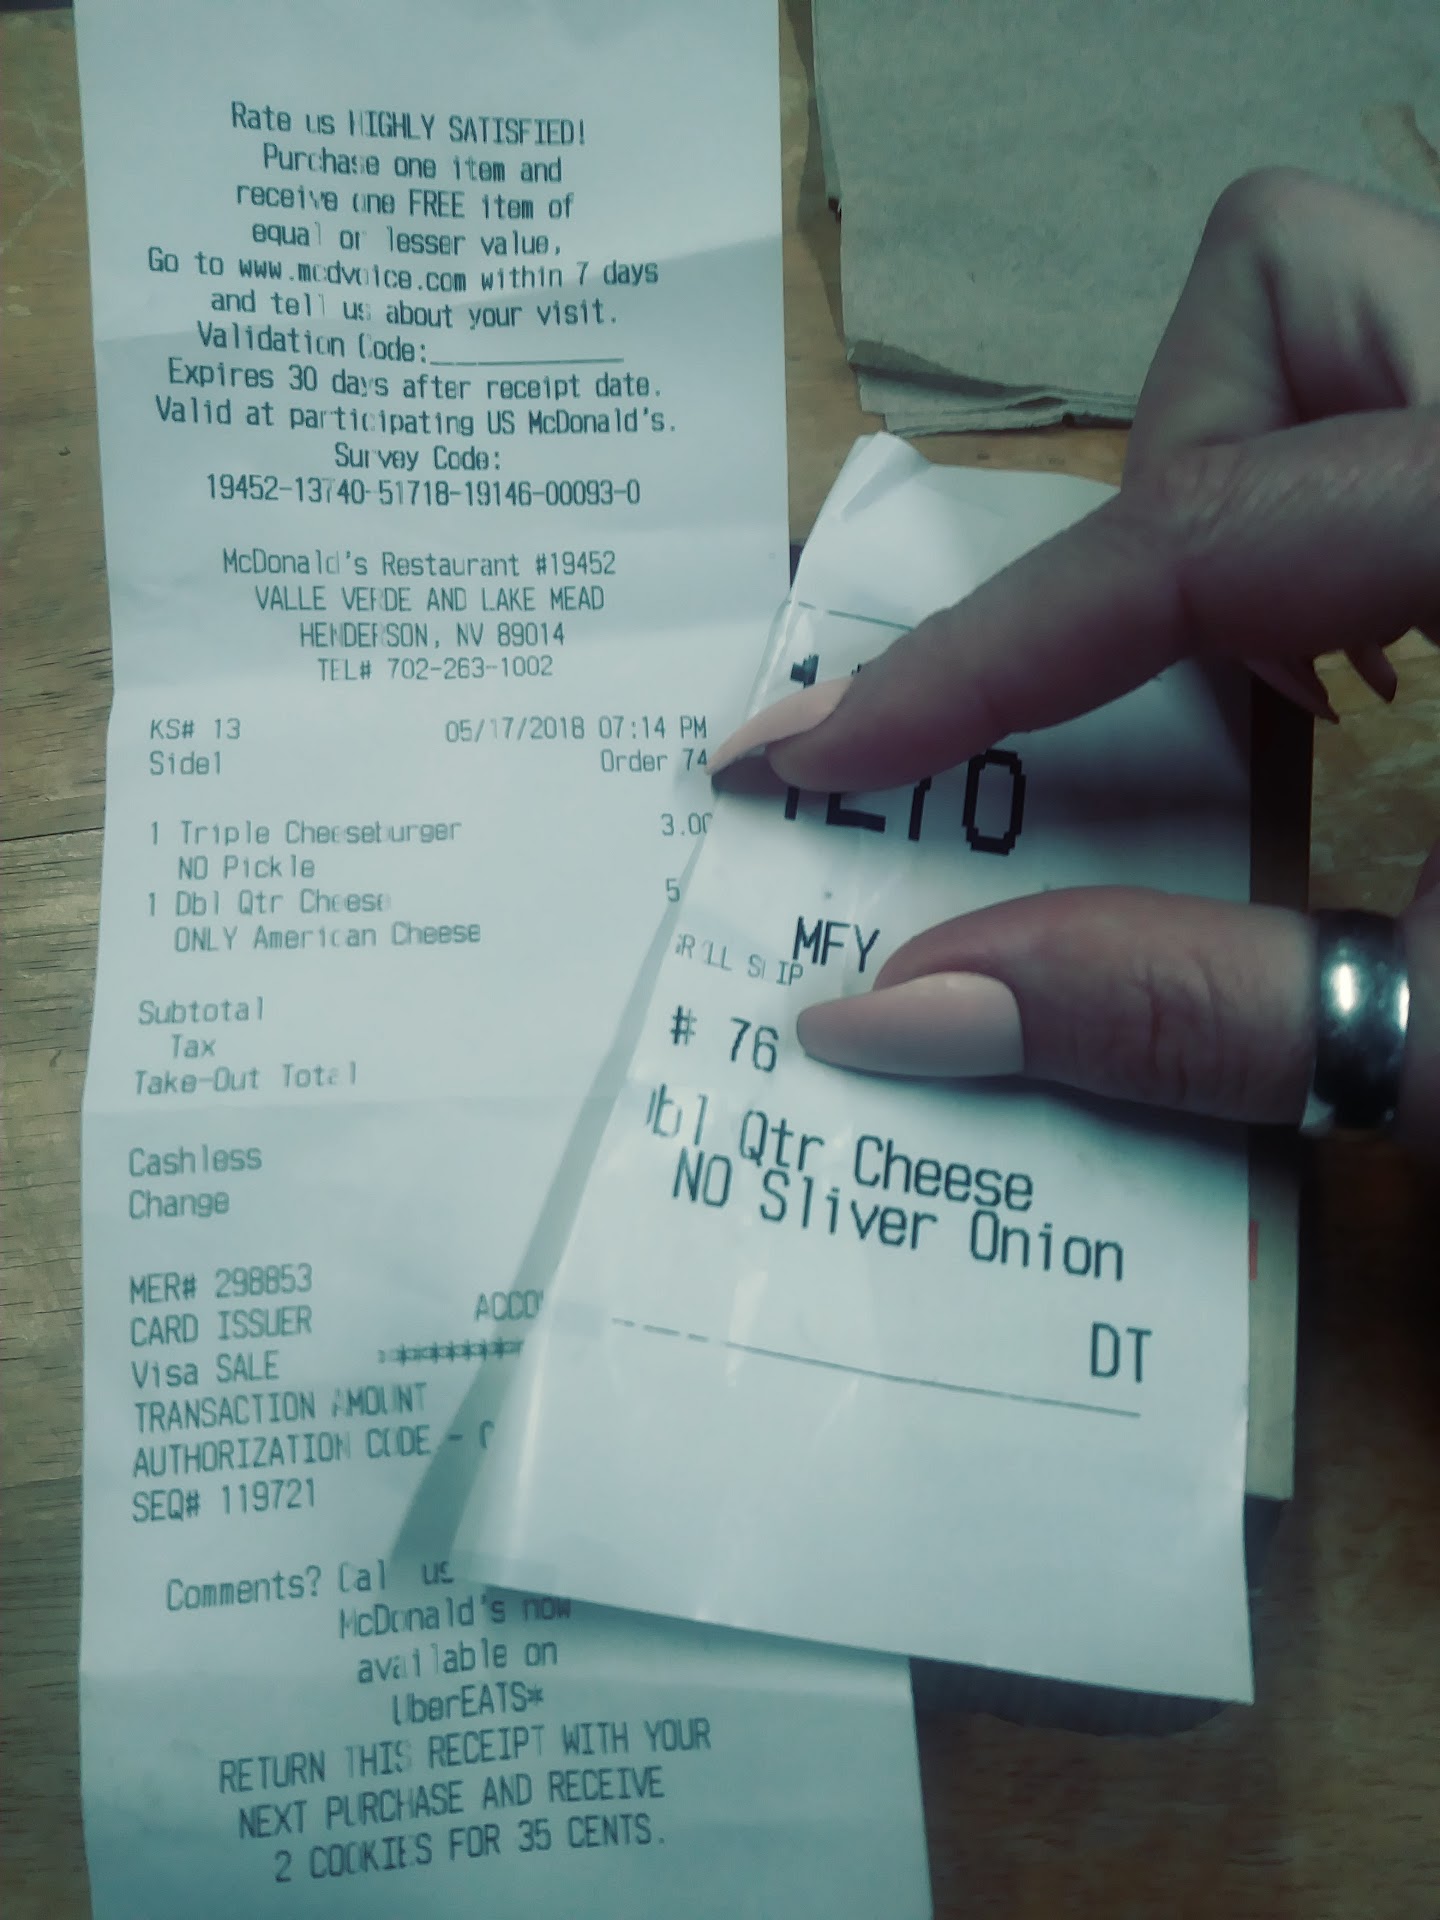 Rate us HIGHLY SATISFIED!
Purchase one item and
receive one FREE item of
equal or lesser value,
Go to www.mcdvoice.com within 7 days
and tell us about your visit.
Validation Code:____________
Expires 30 days after receipt date.
Valid at participating US McDonald's.
Survey Code:
19452-13740-51718-19146-00093-0
McDonald's Restaurant #19452
VALLE VERDE AND LAKE MEAD
HENDERSON, NV 89014
TEL# 702-263-1002
KS# 13 05/17/2018 07:14 PM
Side1 Order 74
1 Triple Cheeseburger 3.00
NO Pickle
1 Dbl Qtr Cheese 5
ONLY American Cheese
Subtotal
Tax
Take-Out Total
Cashless
Change
MER# 298853
CARD ISSUER
Visa SALE
TRANSACTION AMOUNT
AUTHORIZATION CODE -
SEQ# 119721
Comments? Call us
McDonald's now
available on
UberEATS*
RETURN THIS RECEIPT WITH YOUR
NEXT PURCHASE AND RECEIVE
2 COOKIES FOR 35 CENTS.
MFY
GRILL SLIP
# 76
Dbl Qtr Cheese
NO Sliver Onion
DT